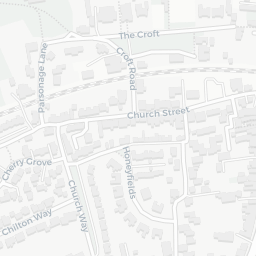 The Croft
Parsonage Lane
Croft Road
Church Street
Cherry Grove
Honeyfields
Church Way
Chilton Way